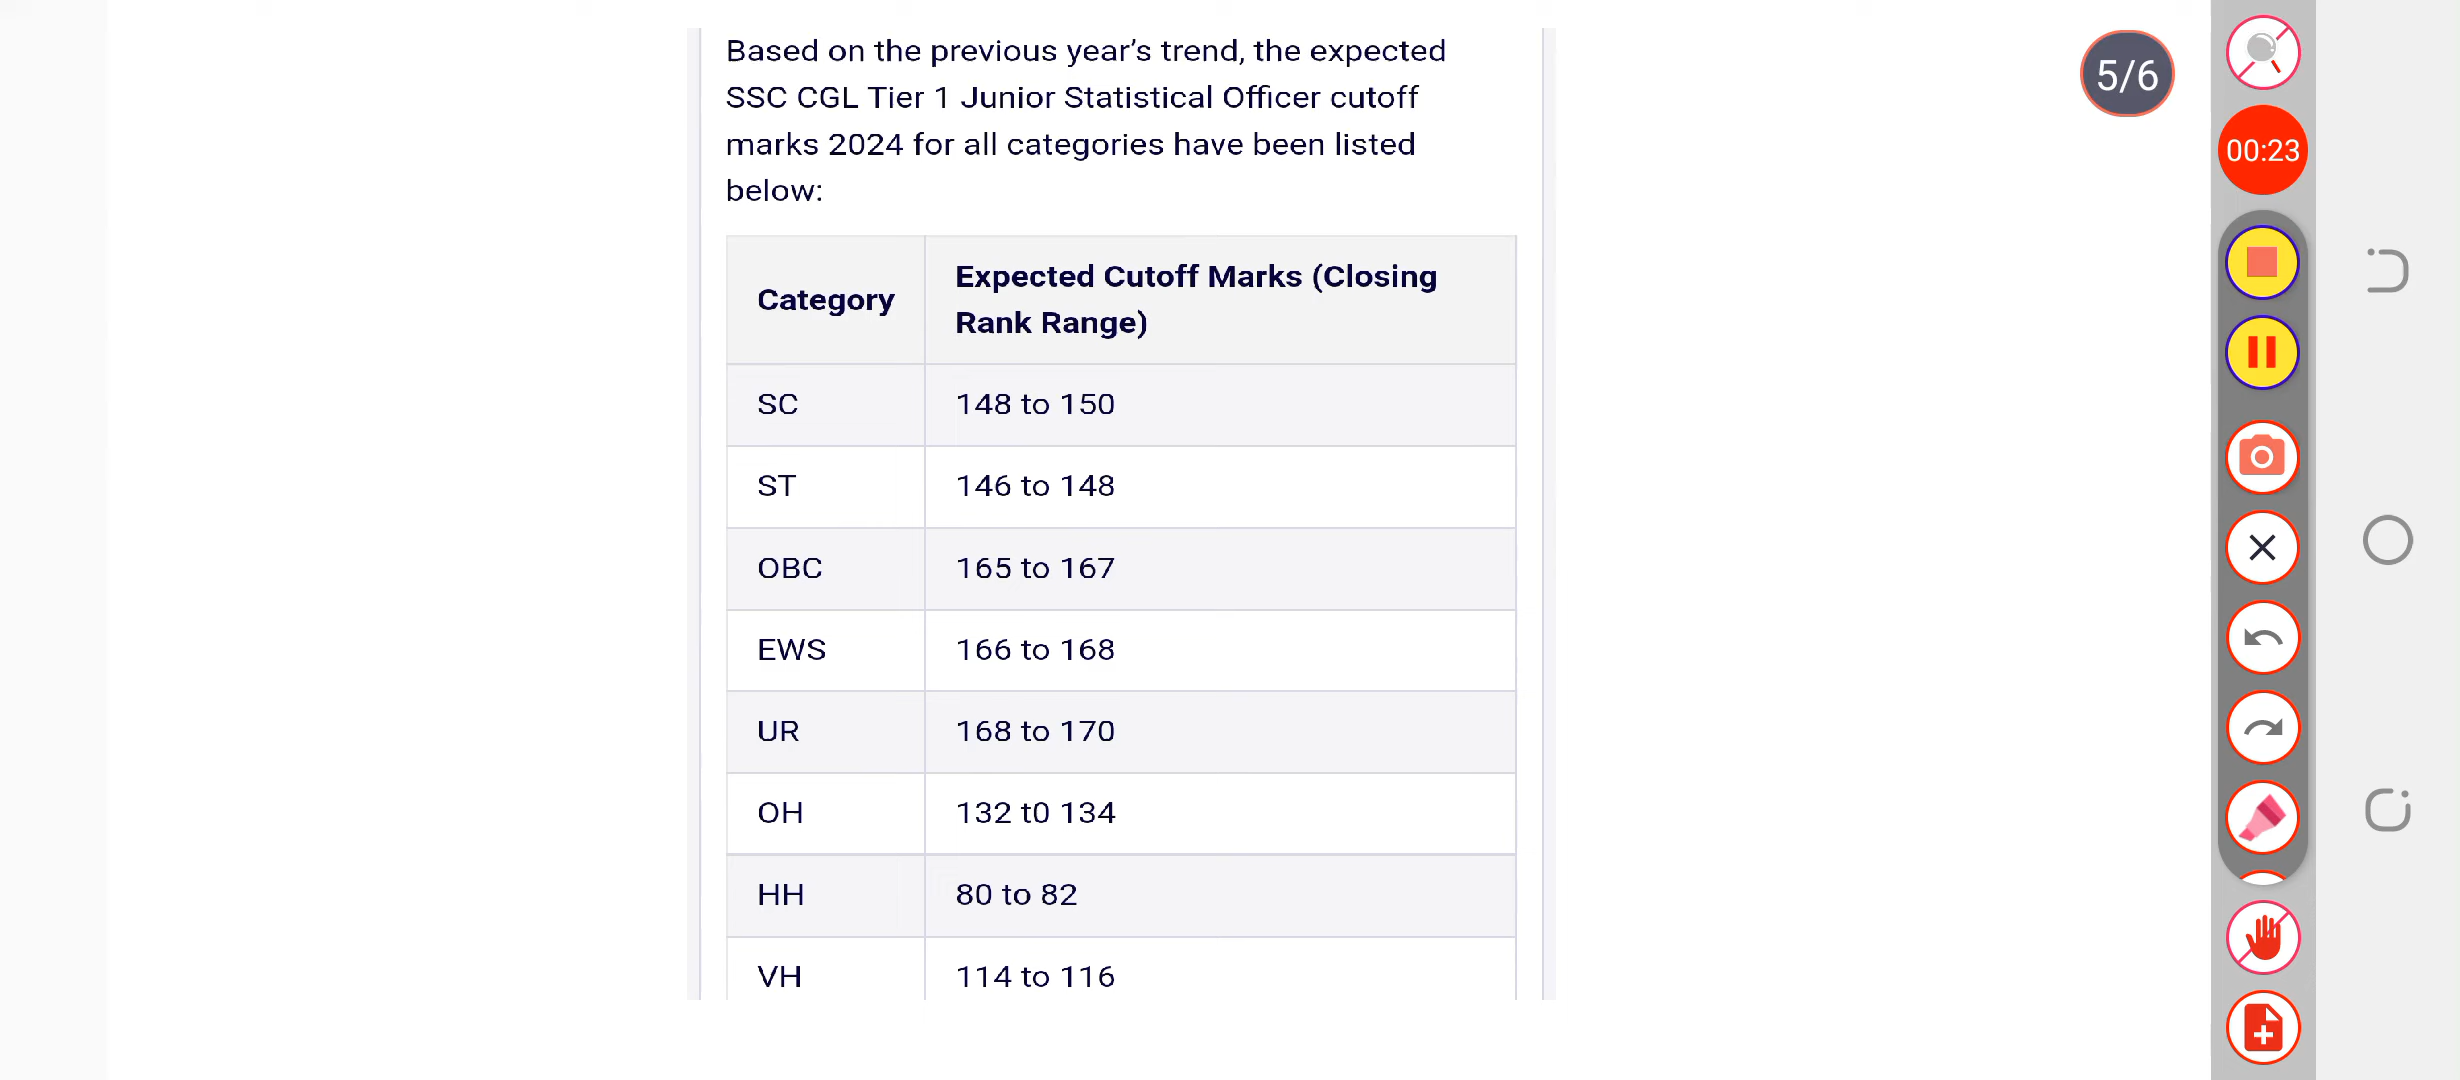 Based on the previous year’s trend, the expected
SSC CGL Tier 1 Junior Statistical Officer cutoff
marks 2024 for all categories have been listed
below:
Category
Expected Cutoff Marks (Closing
Rank Range)
SC 148 to 150
ST 146 to 148
OBC 165 to 167
EWS 166 to 168
UR 168 to 170
OH 132 t0 134
HH 80 to 82
VH 114 to 116
5/6
00:23